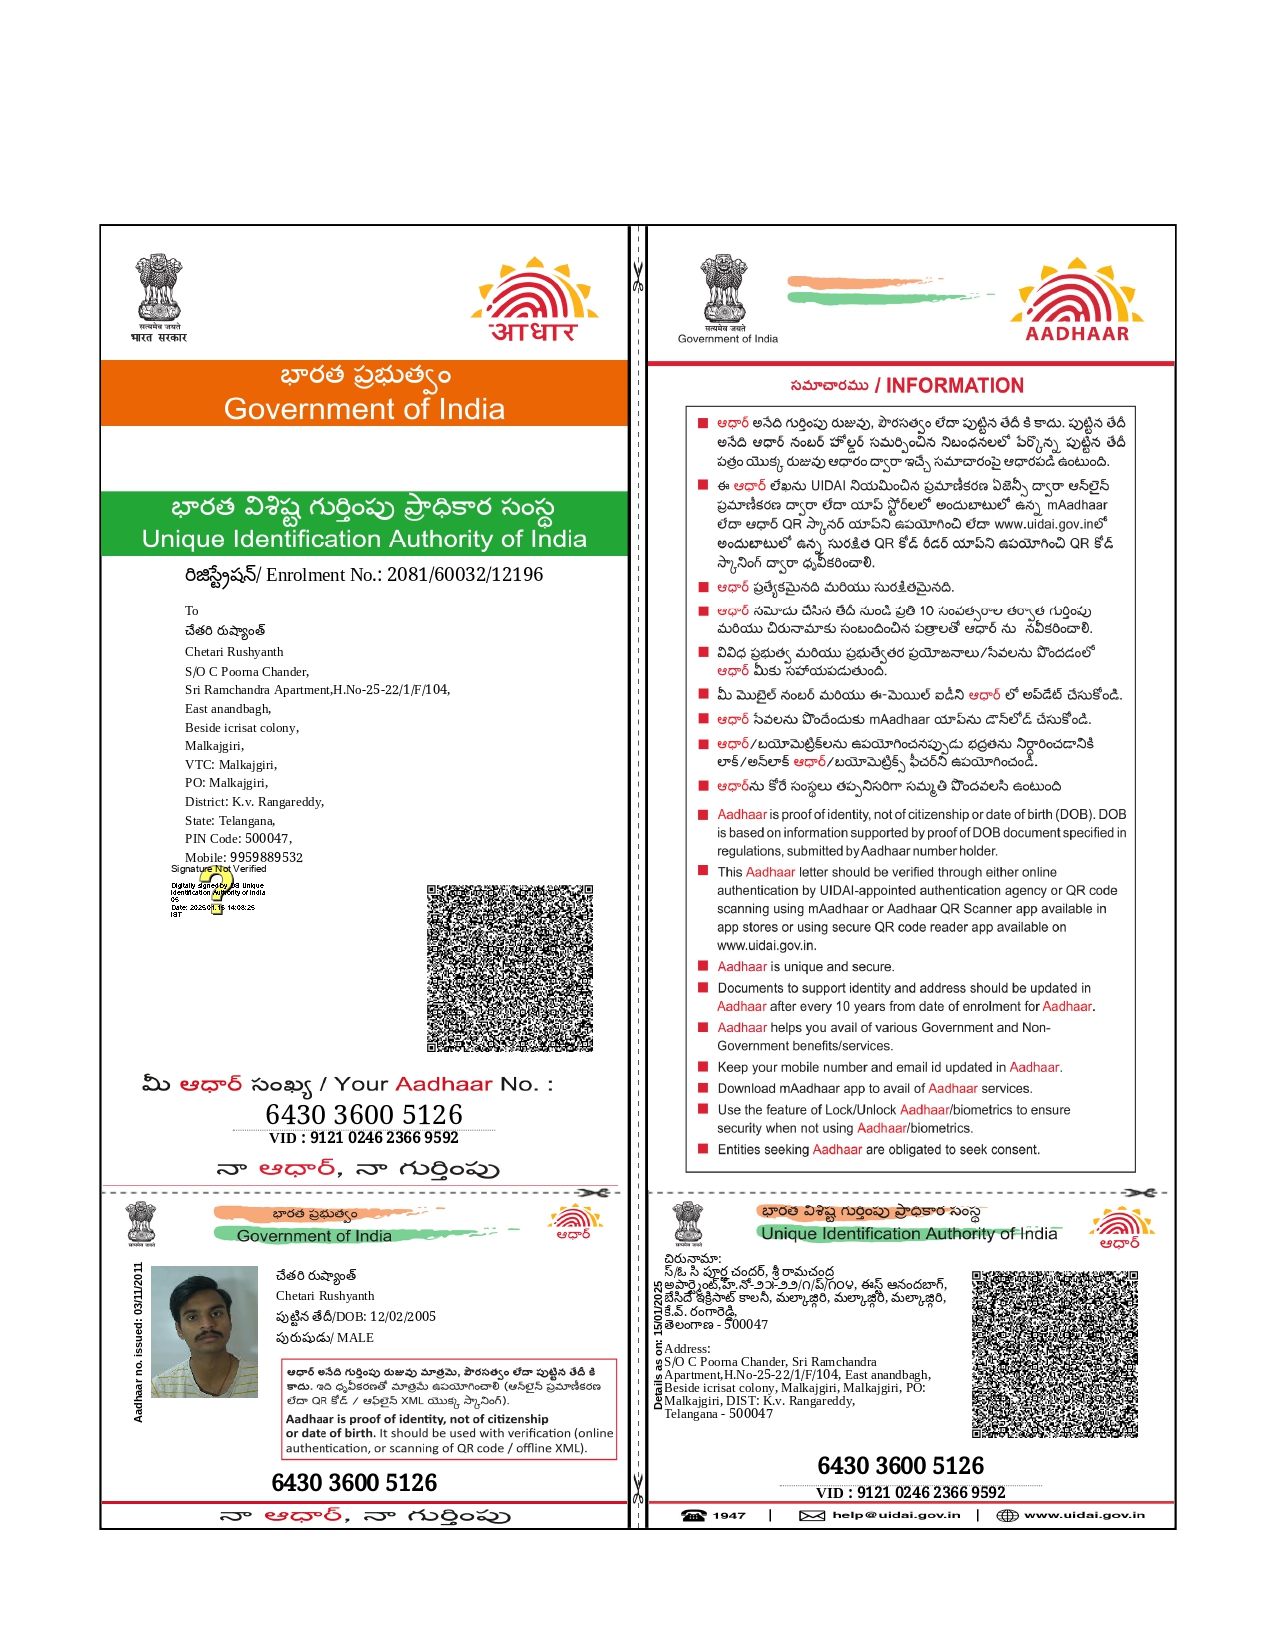 सत्यमेव जयते
भारत सरकार
आधार
భారత ప్రభుత్వం
Government of India
భారత విశిష్ట గుర్తింపు ప్రాధికార సంస్థ
Unique Identification Authority of India
రిజిస్ట్రేషన్/ Enrolment No.: 2081/60032/12196
To
చేతరి రుష్యాంత్
Chetari Rushyanth
S/O C Poorna Chander,
Sri Ramchandra Apartment,H.No-25-22/1/F/104,
East anandbagh,
Beside icrisat colony,
Malkajgiri,
VTC: Malkajgiri,
PO: Malkajgiri,
District: K.v. Rangareddy,
State: Telangana,
PIN Code: 500047,
Mobile: 9959889532
Signature Not Verified
Digitally signed by DS Unique
Identification Authority of India
05
Date: 14:08:25
IST
మీ ఆధార్ సంఖ్య / Your Aadhaar No. :
6430 3600 5126
VID : 9121 0246 2366 9592
నా ఆధార్, నా గుర్తింపు
భారత ప్రభుత్వం
Government of India
ఆధార్
Aadhaar no. issued: 03/11/2011
చేతరి రుష్యాంత్
Chetari Rushyanth
పుట్టిన తేదీ/DOB: 12/02/2005
పురుషుడు/ MALE
ఆధార్ అనేది గుర్తింపు రుజువు మాత్రమే, పౌరసత్వం లేదా పుట్టిన తేదీ కి
కాదు. ఇది ధృవీకరణతో మాత్రమే ఉపయోగించాలి (ఆన్‌లైన్ ప్రమాణీకరణ
లేదా QR కోడ్ / ఆఫ్‌లైన్ XML యొక్క స్కానింగ్).
Aadhaar is proof of identity, not of citizenship
or date of birth. It should be used with verification (online
authentication, or scanning of QR code / offline XML).
6430 3600 5126
నా ఆధార్, నా గుర్తింపు
सत्यमेव जयते
Government of India
AADHAAR
సమాచారము / INFORMATION
ఆధార్ అనేది గుర్తింపు రుజువు, పౌరసత్వం లేదా పుట్టిన తేదీ కి కాదు. పుట్టిన తేదీ
అనేది ఆధార్ నంబర్ హోల్డర్ సమర్పించిన నిబంధనలలో పేర్కొన్న పుట్టిన తేదీ
పత్రం యొక్క రుజువు ఆధారం ద్వారా ఇచ్చే సమాచారంపై ఆధారపడి ఉంటుంది.
ఈ ఆధార్ లేఖను UIDAI నియమించిన ప్రమాణీకరణ ఏజెన్సీ ద్వారా ఆన్‌లైన్
ప్రమాణీకరణ ద్వారా లేదా యాప్ స్టోర్‌లలో అందుబాటులో ఉన్న mAadhaar
లేదా ఆధార్ QR స్కానర్ యాప్‌ని ఉపయోగించి లేదా www.uidai.gov.inలో
అందుబాటులో ఉన్న సురక్షిత QR కోడ్ రీడర్ యాప్‌ని ఉపయోగించి QR కోడ్
స్కానింగ్ ద్వారా ధృవీకరించాలి.
ఆధార్ ప్రత్యేకమైనది మరియు సురక్షితమైనది.
ఆధార్ నమోదు చేసిన తేదీ నుండి ప్రతి 10 సంవత్సరాల తర్వాత గుర్తింపు
మరియు చిరునామాకు సంబందించిన పత్రాలతో ఆధార్ ను నవీకరించాలి.
వివిధ ప్రభుత్వ మరియు ప్రభుత్వేతర ప్రయోజనాలు/సేవలను పొందడంలో
ఆధార్ మీకు సహాయపడుతుంది.
మీ మొబైల్ నంబర్ మరియు ఈ-మెయిల్ ఐడీని ఆధార్ లో అప్‌డేట్ చేసుకోండి.
ఆధార్ సేవలను పొందేందుకు mAadhaar యాప్‌ను డౌన్‌లోడ్ చేసుకోండి.
ఆధార్/బయోమెట్రిక్‌లను ఉపయోగించనప్పుడు భద్రతను నిర్ధారించడానికి
లాక్/అన్‌లాక్ ఆధార్/బయోమెట్రిక్స్ ఫీచర్‌ని ఉపయోగించండి.
ఆధార్‌ను కోరే సంస్థలు తప్పనిసరిగా సమ్మతి పొందవలసి ఉంటుంది
Aadhaar is proof of identity, not of citizenship or date of birth (DOB). DOB
is based on information supported by proof of DOB document specified in
regulations, submitted by Aadhaar number holder.
This Aadhaar letter should be verified through either online
authentication by UIDAI-appointed authentication agency or QR code
scanning using mAadhaar or Aadhaar QR Scanner app available in
app stores or using secure QR code reader app available on
www.uidai.gov.in.
Aadhaar is unique and secure.
Documents to support identity and address should be updated in
Aadhaar after every 10 years from date of enrolment for Aadhaar.
Aadhaar helps you avail of various Government and Non-
Government benefits/services.
Keep your mobile number and email id updated in Aadhaar.
Download mAadhaar app to avail of Aadhaar services.
Use the feature of Lock/Unlock Aadhaar/biometrics to ensure
security when not using Aadhaar/biometrics.
Entities seeking Aadhaar are obligated to seek consent.
భారత విశిష్ట గుర్తింపు ప్రాధికార సంస్థ
Unique Identification Authority of India
ఆధార్
Details as on: 15/01/2025
చిరునామా:
స/ఓ సి పూర్ణ చందర్, శ్రీ రామచంద్ర
అపార్ట్మెంట్,హ్.నో-౨౫-౨౨/౧/ఫ్/౧౦౪, ఈస్ట్ ఆనందబాగ్,
బేసిదే ఇక్రిసాట్ కాలనీ, మల్కాజ్గిరి, మల్కాజ్గిరి, మల్కాజ్గిరి,
కే.వ్. రంగారెడ్డి,
తెలంగాణ - 500047
Address:
S/O C Poorna Chander, Sri Ramchandra
Apartment,H.No-25-22/1/F/104, East anandbagh,
Beside icrisat colony, Malkajgiri, Malkajgiri, PO:
Malkajgiri, DIST: K.v. Rangareddy,
Telangana - 500047
6430 3600 5126
VID : 9121 0246 2366 9592
1947 | help@uidai.gov.in | www.uidai.gov.in